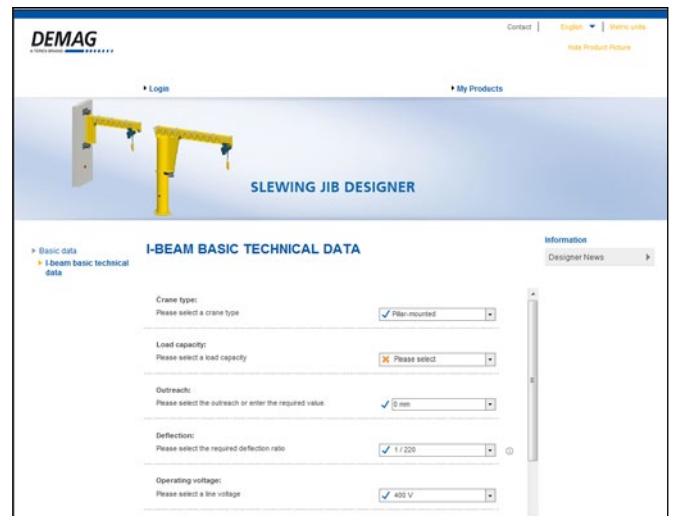 Contact | English | Metric units
Hide Product Picture
DEMAG
A TEREX BRAND
Login
My Products
SLEWING JIB DESIGNER
Basic data
I-beam basic technical
data
I-BEAM BASIC TECHNICAL DATA
Information
Designer News
Crane type:
Please select a crane type
Pillar-mounted
Load capacity:
Please select a load capacity
Please select
Outreach:
Please select the outreach or enter the required value.
0 mm
Deflection:
Please select the required deflection ratio
1 / 220
Operating voltage:
Please select a line voltage
400 V